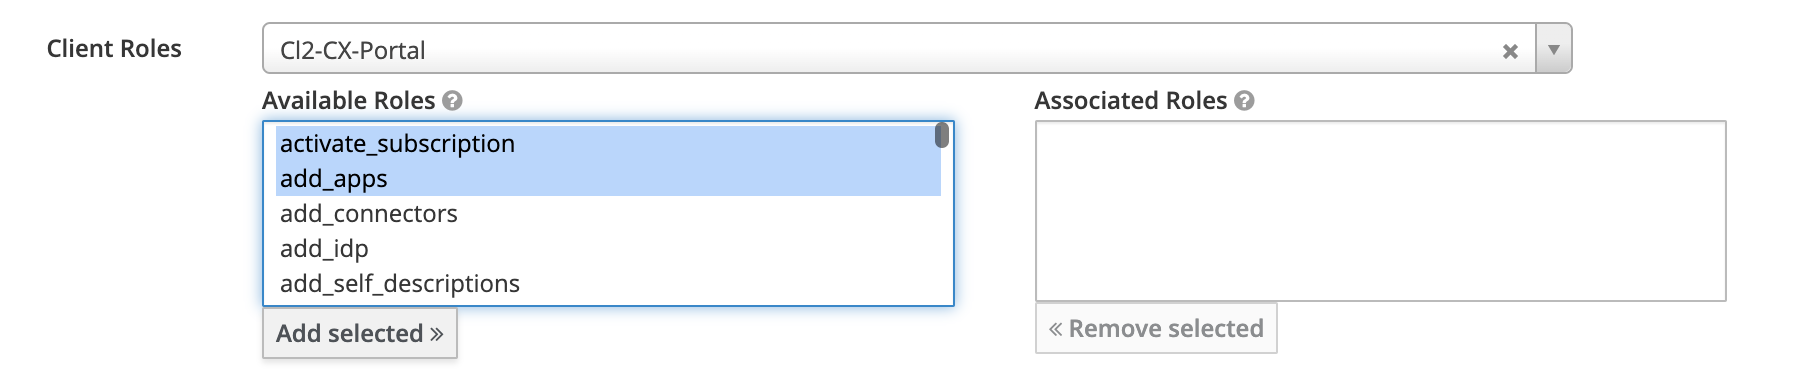 Client Roles
Cl2-CX-Portal
Available Roles
Associated Roles
activate_subscription
add_apps
add_connectors
add_idp
add_self_descriptions
Add selected »
« Remove selected